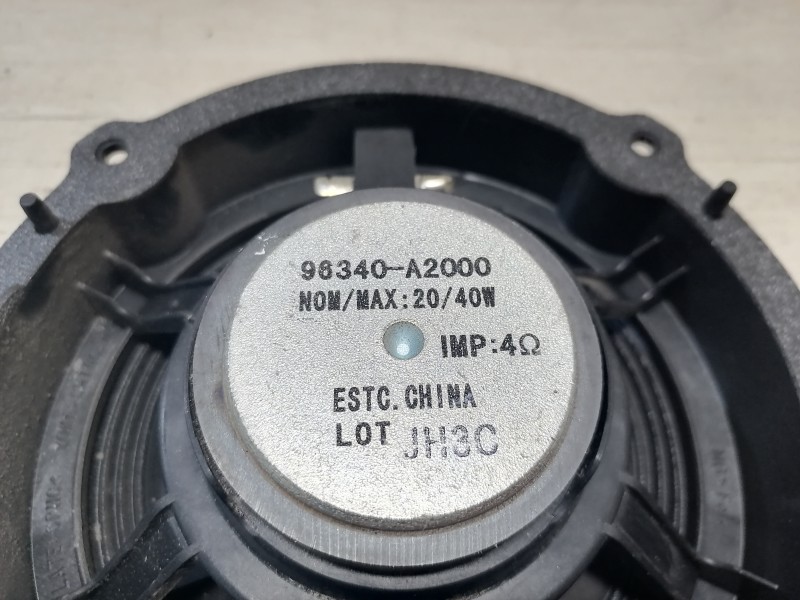 96340-A2000
NOM/MAX:20/40W
IMP:4Ω
ESTC.CHINA
LOT JH3C